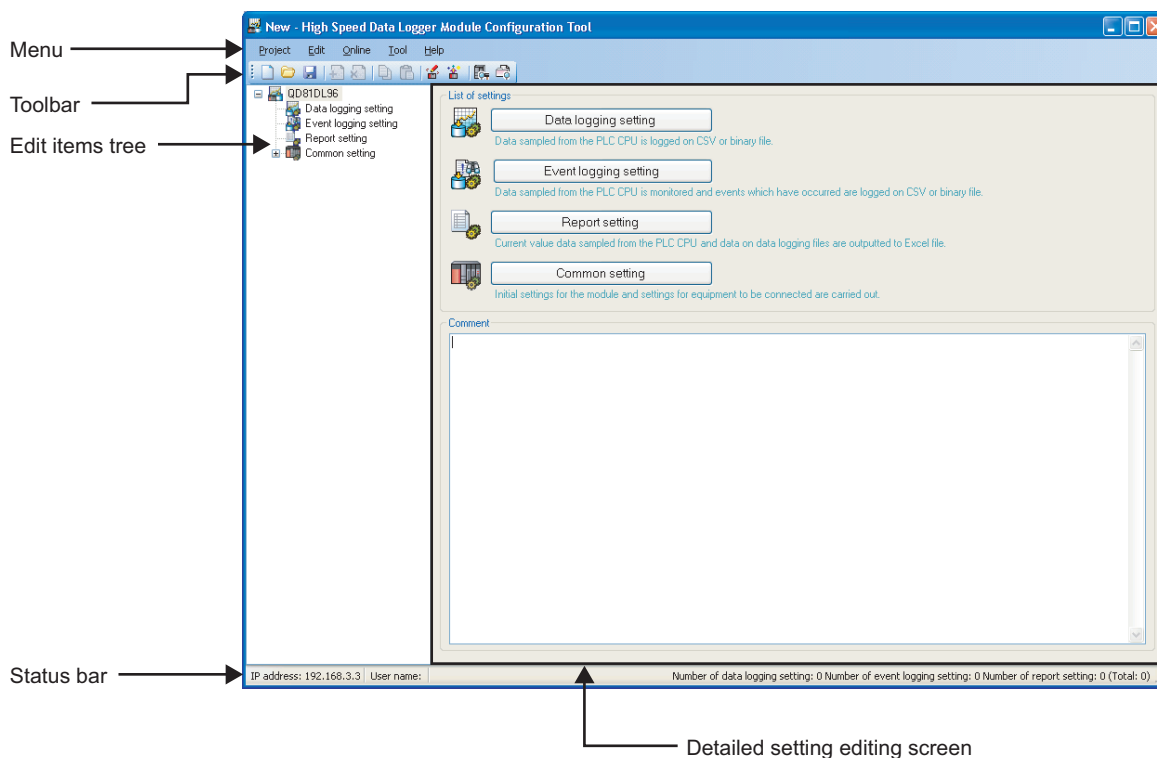 New - High Speed Data Logger Module Configuration Tool
Menu
Project Edit Online Tool Help
Toolbar
Edit items tree
QD81DL96
Data logging setting
Event logging setting
Report setting
Common setting
List of settings
Data logging setting
Data sampled from the PLC CPU is logged on CSV or binary file.
Event logging setting
Data sampled from the PLC CPU is monitored and events which have occurred are logged on CSV or binary file.
Report setting
Current value data sampled from the PLC CPU and data on data logging files are outputted to Excel file.
Common setting
Initial settings for the module and settings for equipment to be connected are carried out.
Comment
Status bar
IP address: 192.168.3.3 User name: Number of data logging setting: 0 Number of event logging setting: 0 Number of report setting: 0 (Total: 0)
Detailed setting editing screen